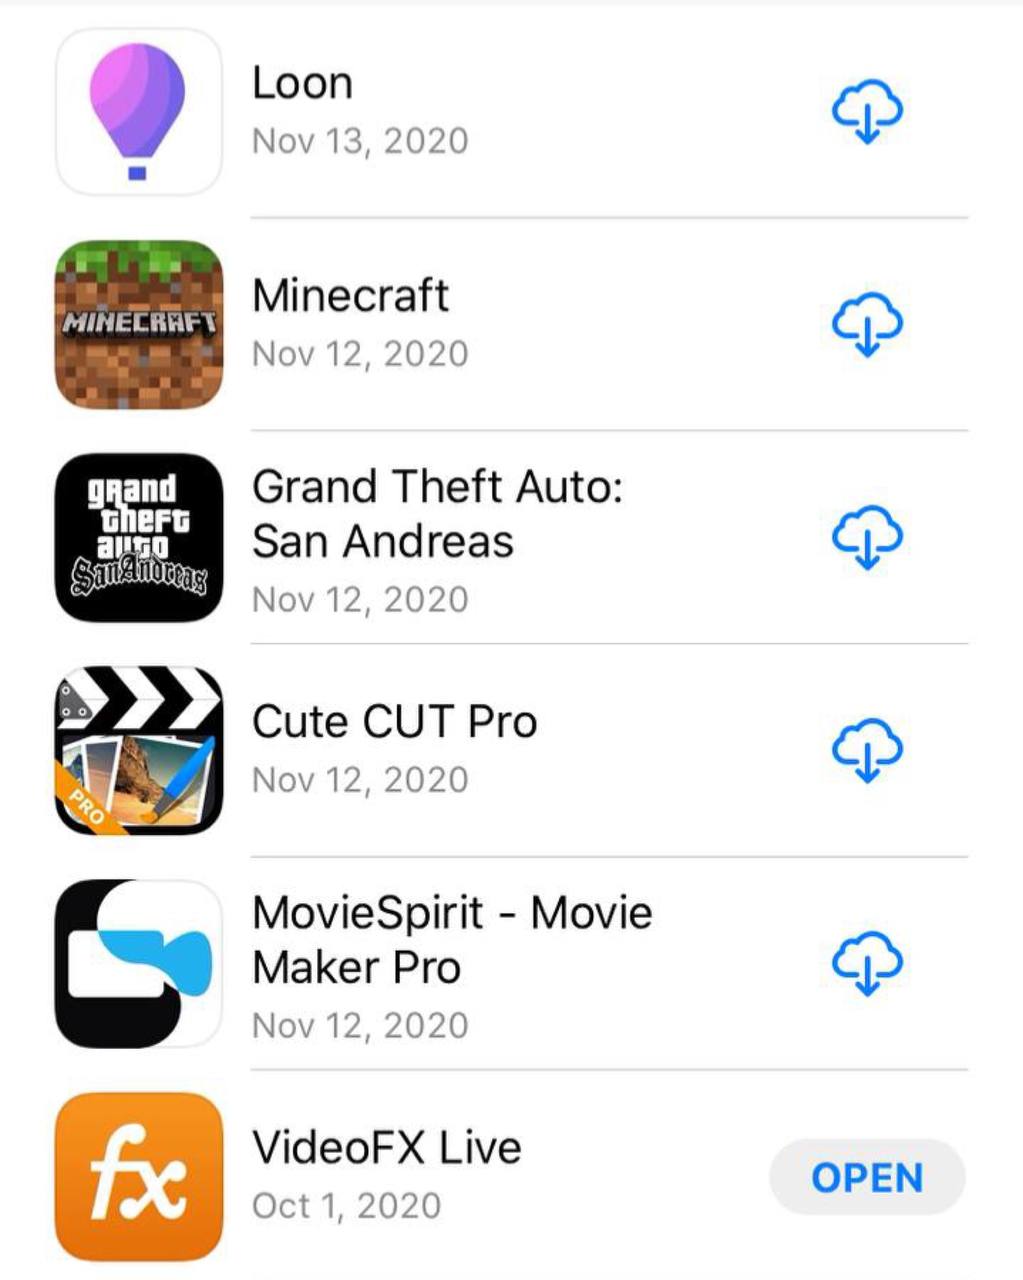 Loon
Nov 13, 2020
MINECRAFT
Minecraft
Nov 12, 2020
grand
theft
auto
San Andreas
Grand Theft Auto:
San Andreas
Nov 12, 2020
PRO
Cute CUT Pro
Nov 12, 2020
MovieSpirit - Movie
Maker Pro
Nov 12, 2020
fx
VideoFX Live
Oct 1, 2020
OPEN